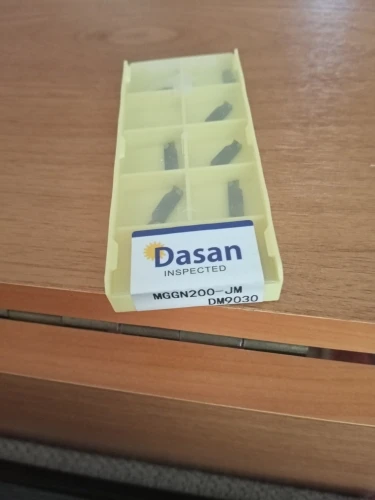 Dasan
INSPECTED
MGGN200-JM
DM9030